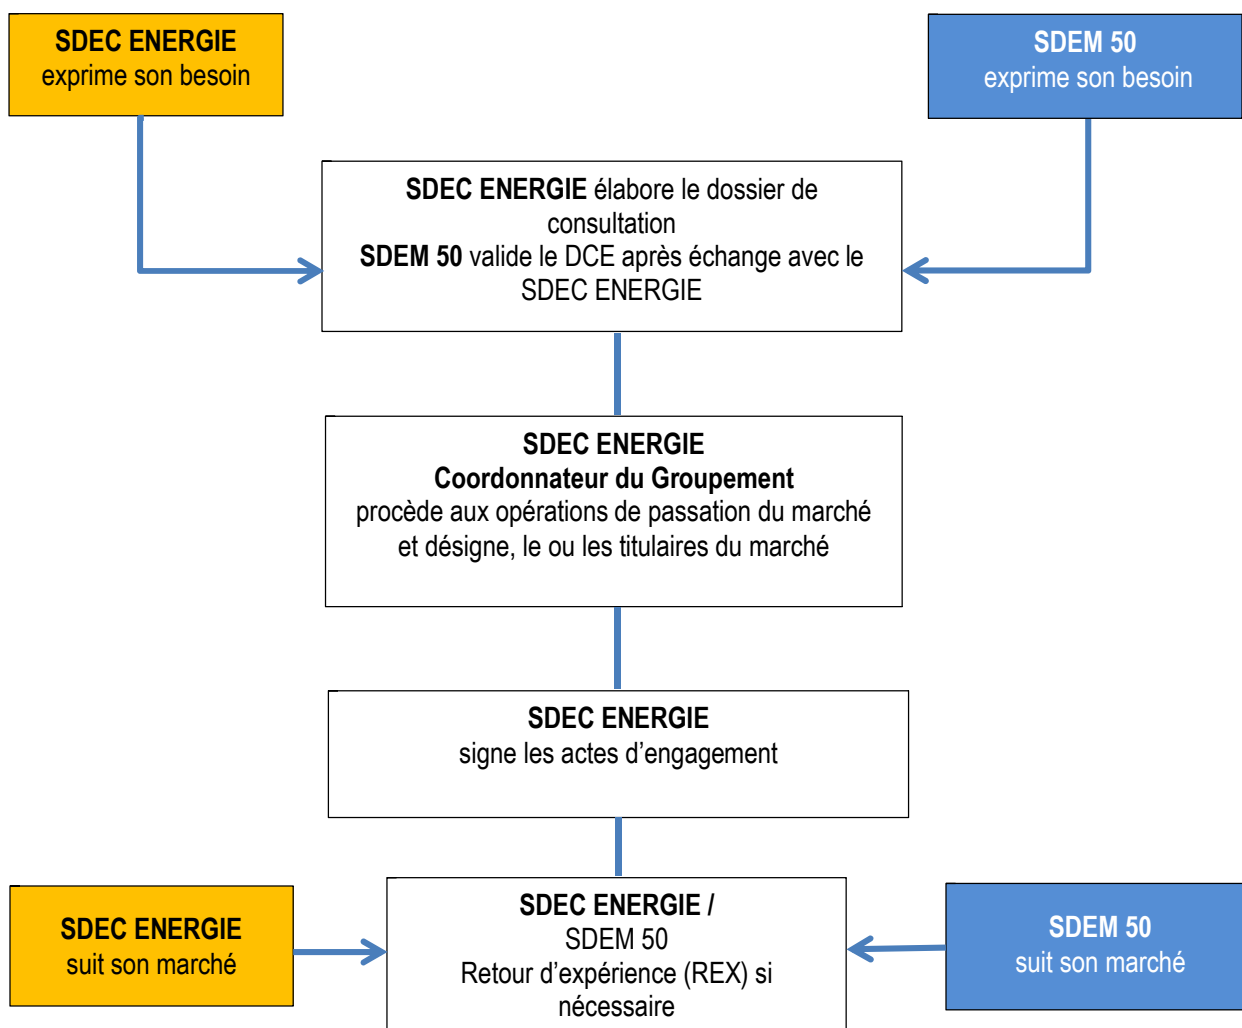 SDEC ENERGIE
exprime son besoin
SDEM 50
exprime son besoin
SDEC ENERGIE élabore le dossier de
consultation
SDEM 50 valide le DCE après échange avec le
SDEC ENERGIE
SDEC ENERGIE
Coordonnateur du Groupement
procède aux opérations de passation du marché
et désigne, le ou les titulaires du marché
SDEC ENERGIE
signe les actes d’engagement
SDEC ENERGIE
suit son marché
SDEC ENERGIE /
SDEM 50
Retour d’expérience (REX) si
nécessaire
SDEM 50
suit son marché